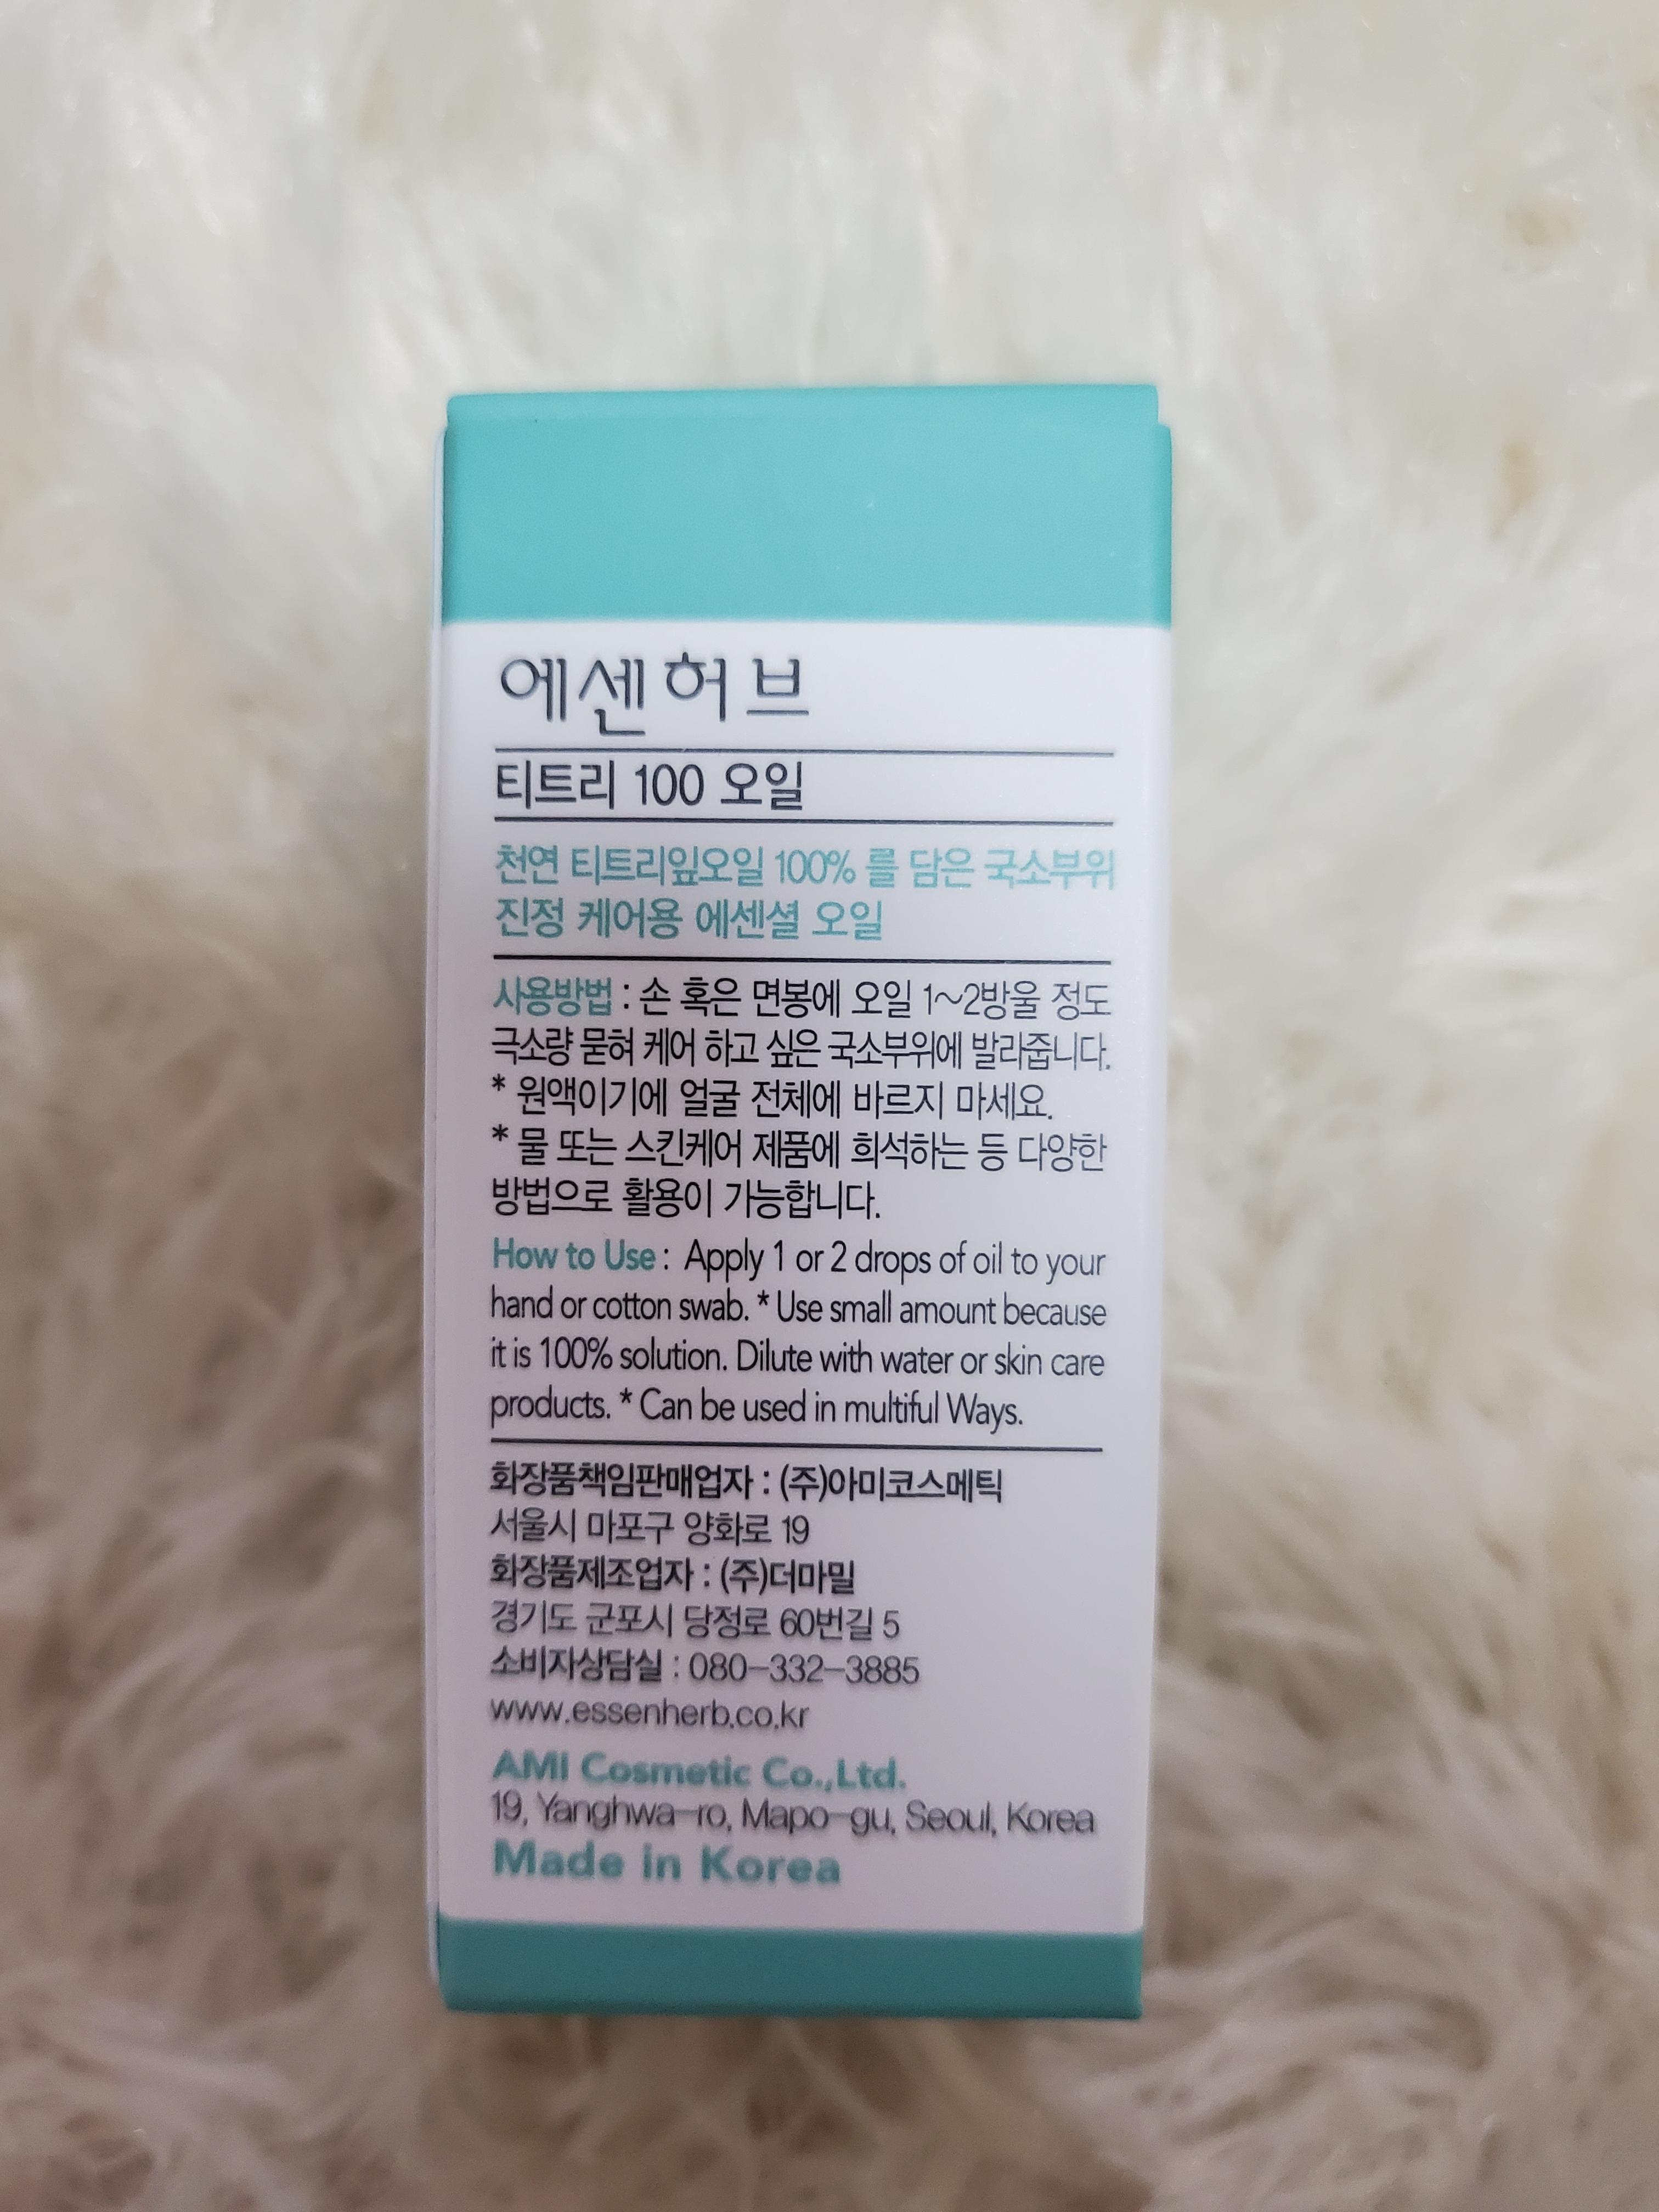 에센허브
티트리 100 오일
천연 티트리잎오일 100% 를 담은 국소부위
진정 케어용 에센셜 오일
사용방법 : 손 혹은 면봉에 오일 1~2방울 정도
극소량 묻혀 케어 하고 싶은 국소부위에 발라줍니다.
* 원액이기에 얼굴 전체에 바르지 마세요.
* 물 또는 스킨케어 제품에 희석하는 등 다양한
방법으로 활용이 가능합니다.
How to Use : Apply 1 or 2 drops of oil to your
hand or cotton swab. * Use small amount because
it is 100% solution. Dilute with water or skin care
products. * Can be used in multiful Ways.
화장품책임판매업자 : (주)아미코스메틱
서울시 마포구 양화로 19
화장품제조업자 : (주)더마밀
경기도 군포시 당정로 60번길 5
소비자상담실 : 080-332-3885
www.essenherb.co.kr
AMI Cosmetic Co.,Ltd.
19, Yanghwa-ro, Mapo-gu, Seoul, Korea
Made in Korea